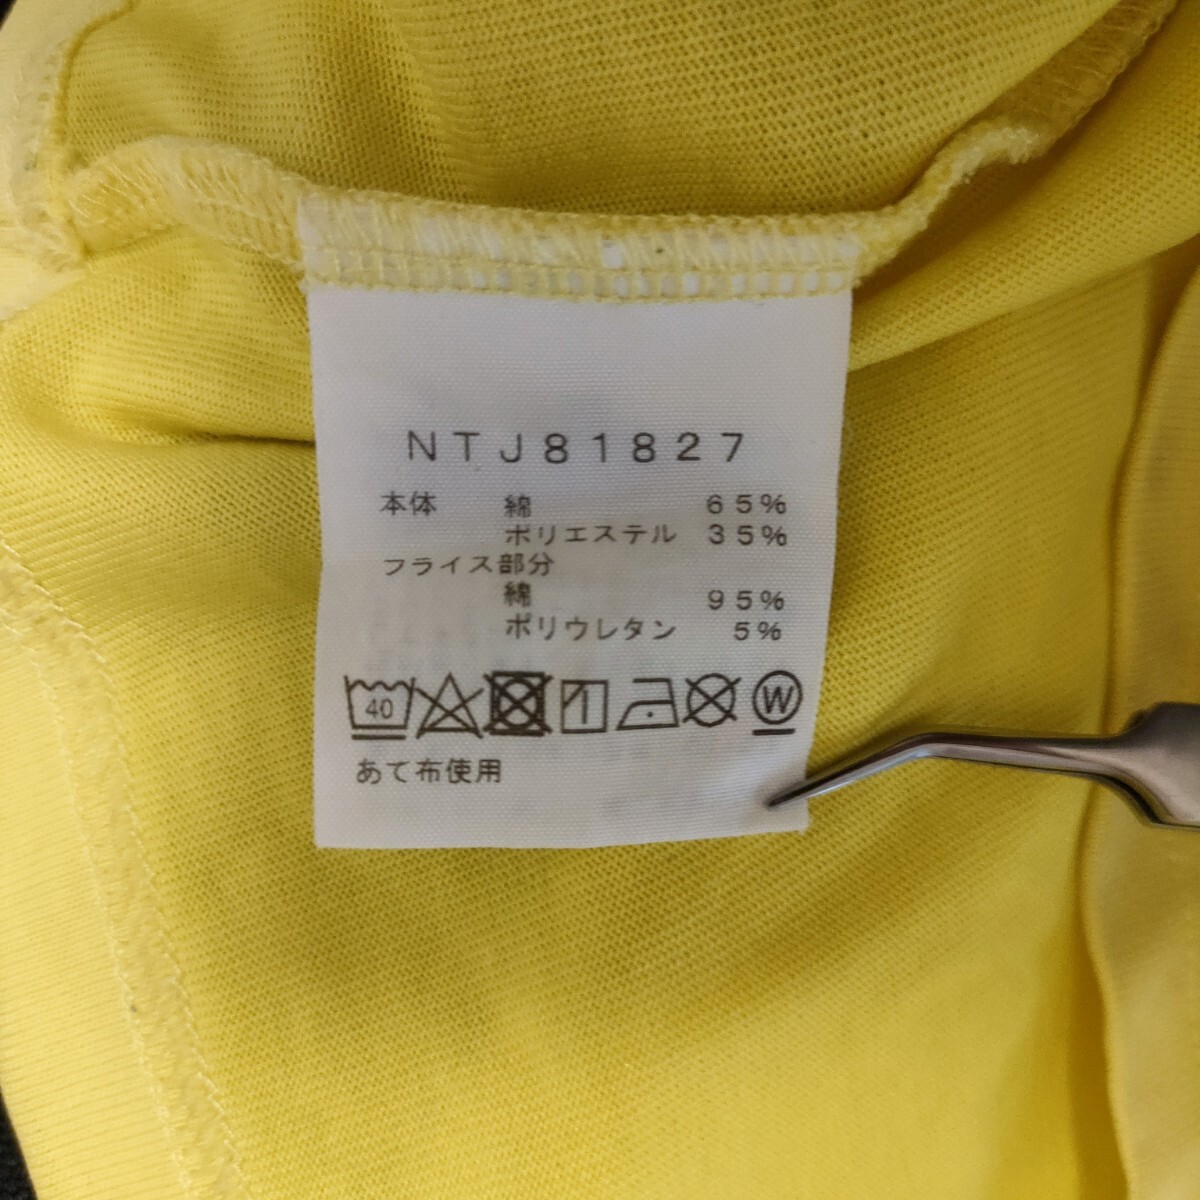 NTJ81827
本体 綿 65%
ポリエステル 35%
フライス部分
綿 95%
ポリウレタン 5%
40 W
あて布使用